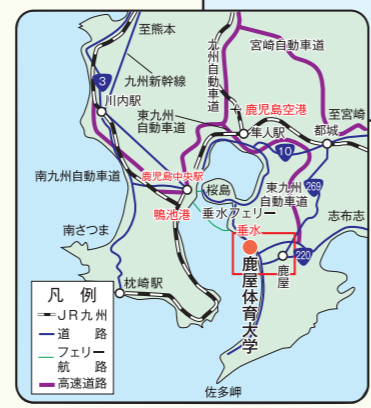 至熊本
宮崎自動車道
九州自動車道
3
九州新幹線
川内駅
鹿児島空港
東九州
自動車道
隼人駅
至宮崎
都城
10
南九州自動車道
鹿児島中央駅
桜島
東九州
自動車道
269
鴨池港
垂水フェリー
志布志
南さつま
垂水
220
鹿屋
鹿屋体育大学
枕崎駅
佐多岬
凡例
JR九州
道路
フェリー
航路
高速道路